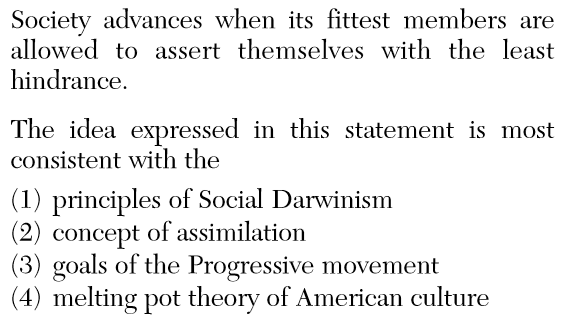 Society advances when its fittest members are
allowed to assert themselves with the least
hindrance.
The idea expressed in this statement is most
consistent with the
(1) principles of Social Darwinism
(2) concept of assimilation
(3) goals of the Progressive movement
(4) melting pot theory of American culture